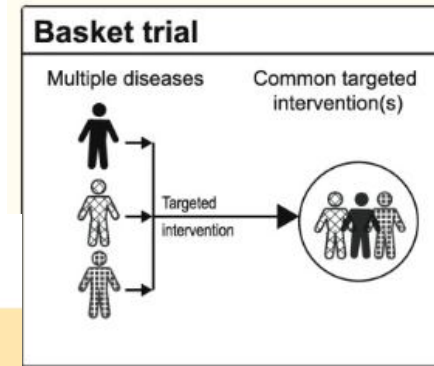 Basket trial
Multiple diseases
Common targeted
intervention(s)
Targeted
intervention